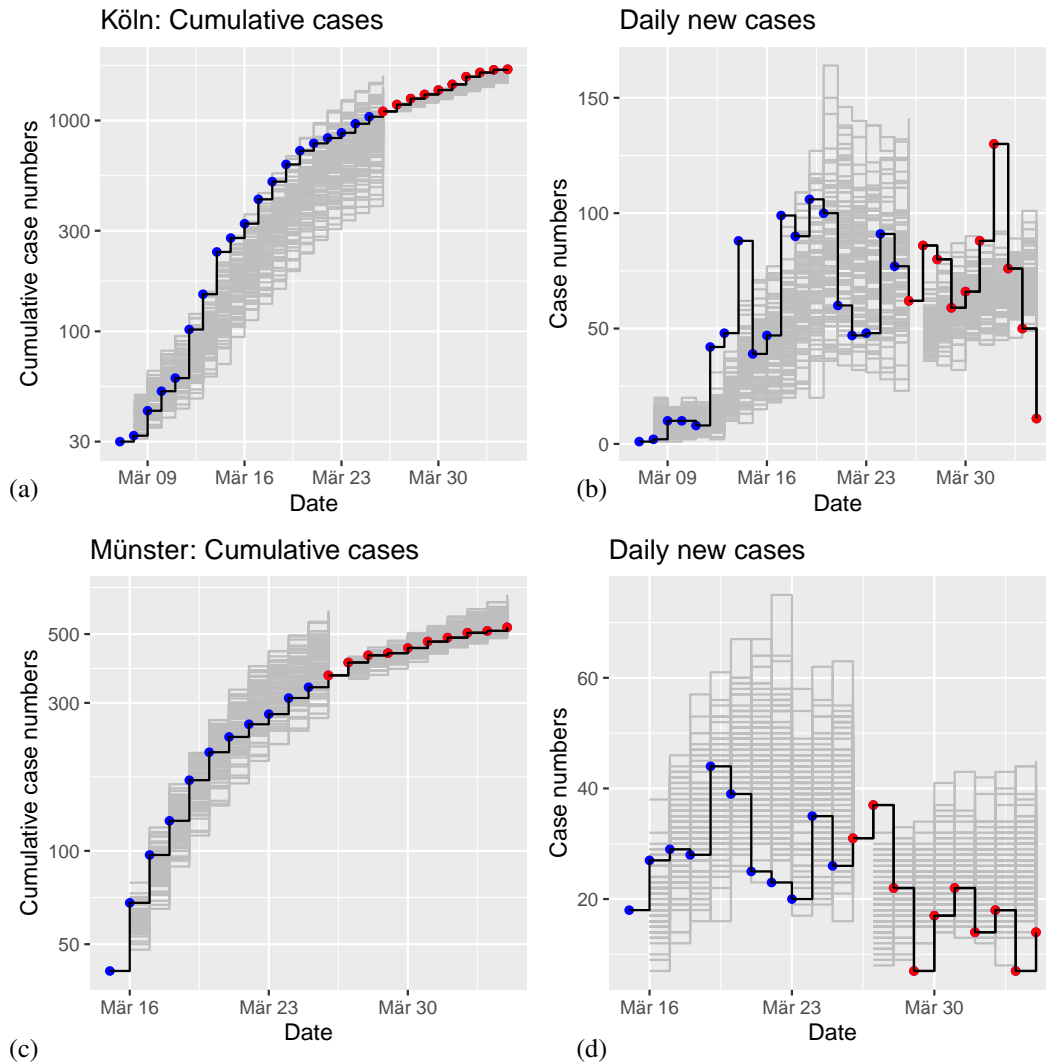 Köln: Cumulative cases
Cumulative case numbers
1000
300
100
30
Mär 09
Mär 16
Mär 23
Mär 30
Date
(a)
Daily new cases
Case numbers
150
100
50
0
Mär 09
Mär 16
Mär 23
Mär 30
Date
(b)
Münster: Cumulative cases
Cumulative case numbers
500
300
100
50
Mär 16
Mär 23
Mär 30
Date
(c)
Daily new cases
Case numbers
60
40
20
Mär 16
Mär 23
Mär 30
Date
(d)